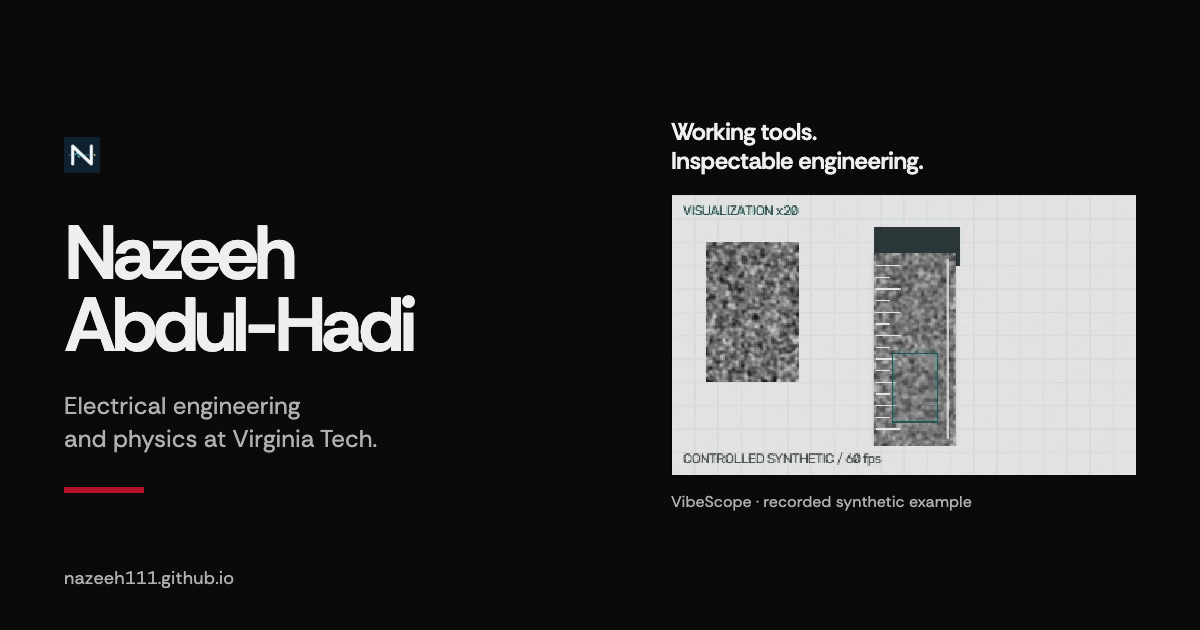 N
Nazeeh
Abdul-Hadi
Electrical engineering
and physics at Virginia Tech.
nazeeh111.github.io
Working tools.
Inspectable engineering.
VISUALIZATION x20
CONTROLLED SYNTHETIC / 60 fps
VibeScope · recorded synthetic example